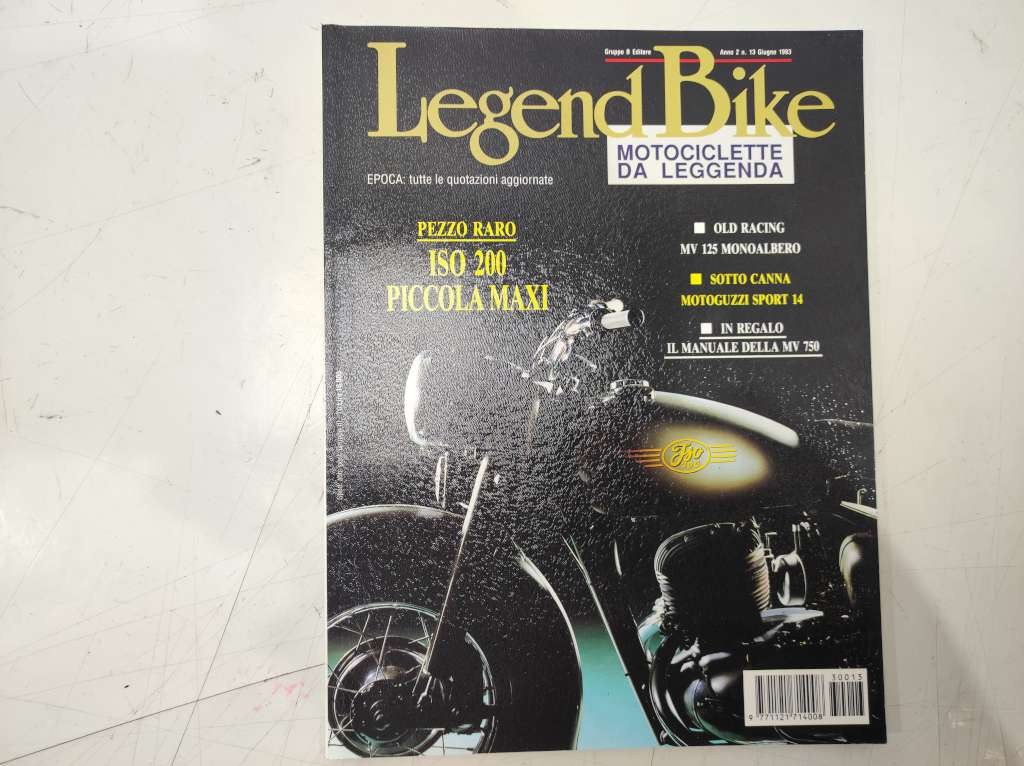 Gruppo B Editore
Anno 2 n. 13 Giugno 1993
Legend Bike
MOTOCICLETTE
DA LEGGENDA
EPOCA: tutte le quotazioni aggiornate
PEZZO RARO
ISO 200
PICCOLA MAXI
OLD RACING
MV 125 MONOALBERO
SOTTO CANNA
MOTOGUZZI SPORT 14
IN REGALO
IL MANUALE DELLA MV 750
Iso
30013
9 771121 714008